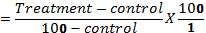 = Treatment-control / 100-control X 100 / 1